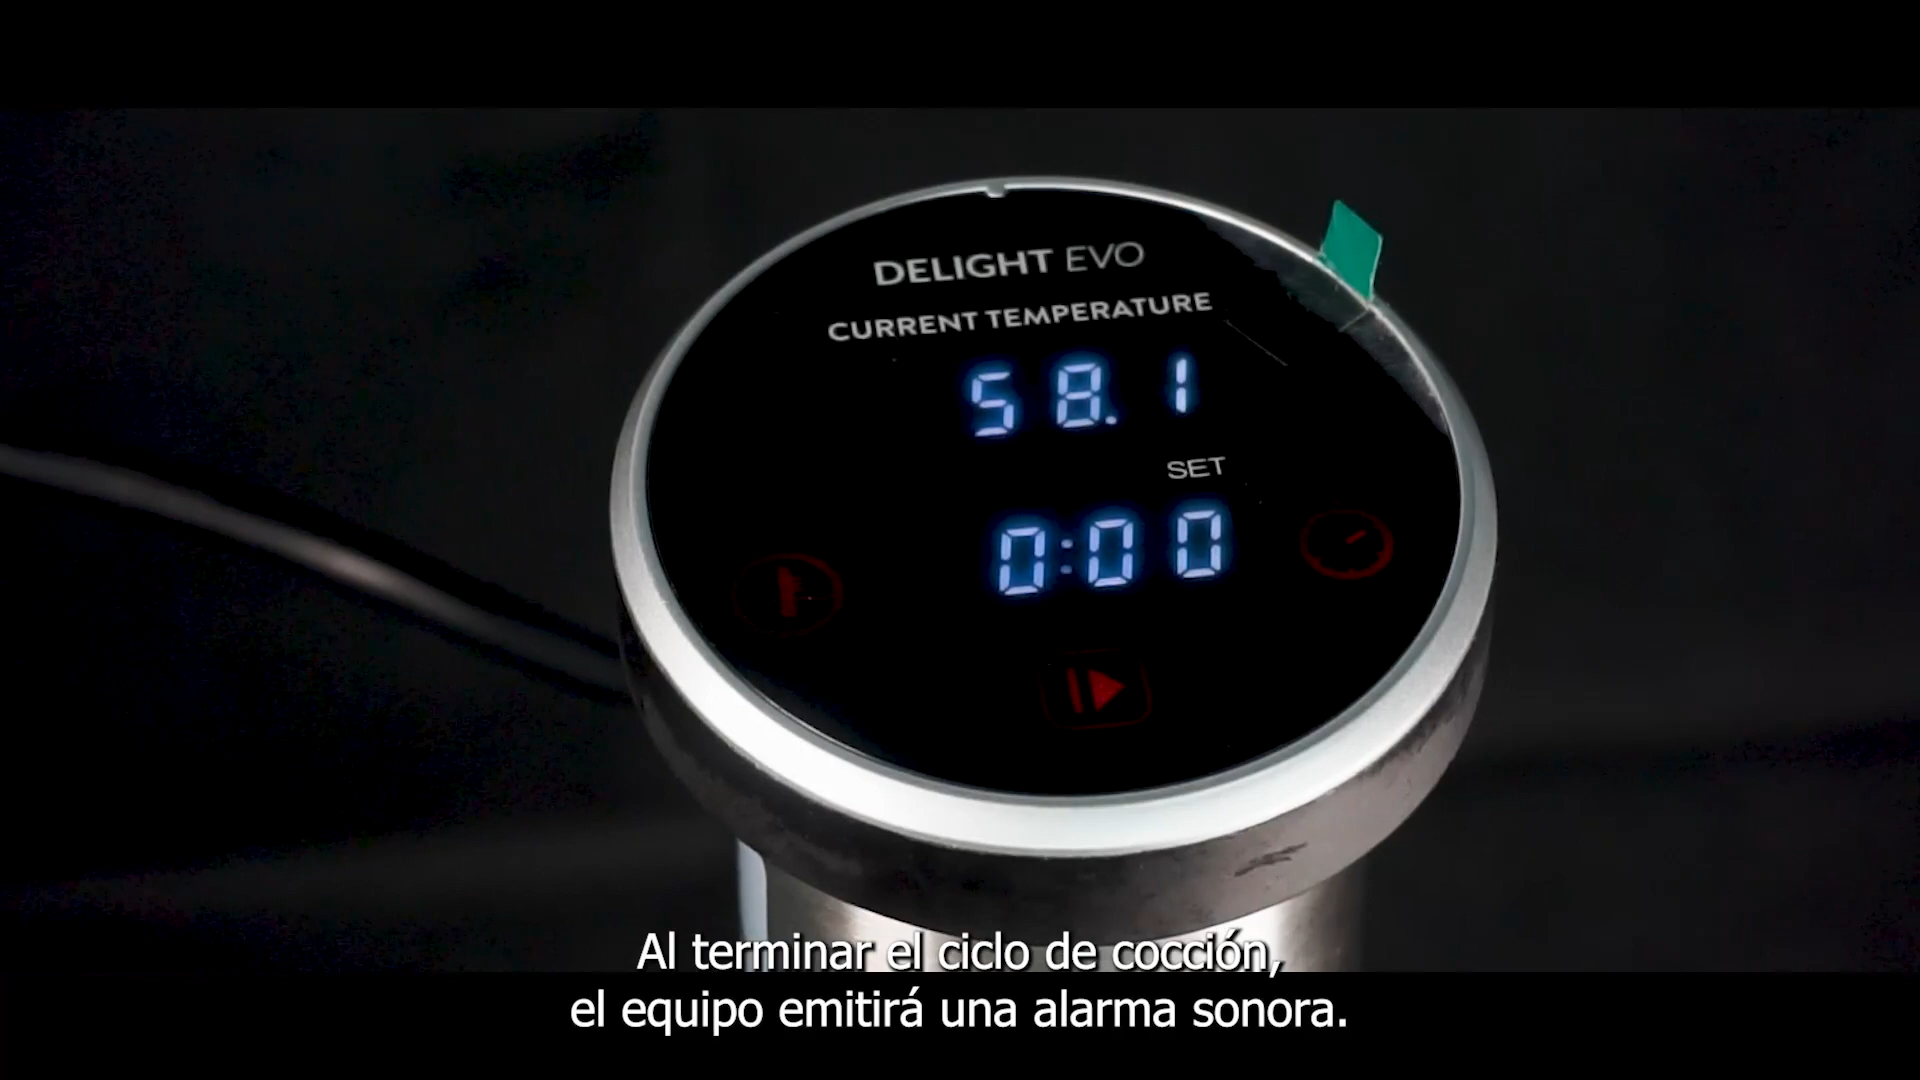 DELIGHT EVO
CURRENT TEMPERATURE
58.1
SET
0:00
Al terminar el ciclo de cocción,
el equipo emitirá una alarma sonora.